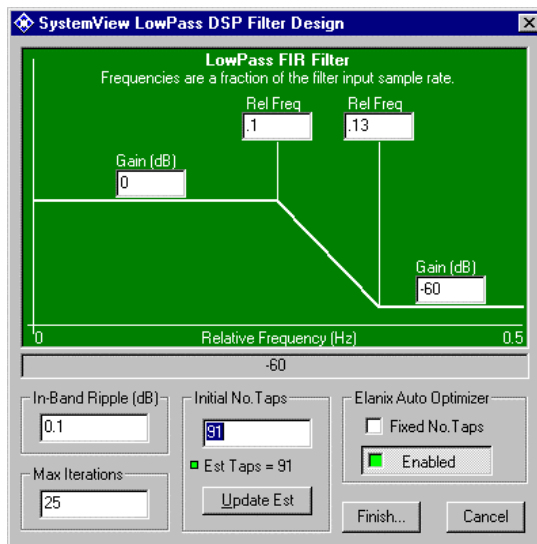 SystemView LowPass DSP Filter Design
LowPass FIR Filter
Frequencies are a fraction of the filter input sample rate.
Rel Freq
Rel Freq
.1
.13
Gain (dB)
0
Gain (dB)
-60
0
Relative Frequency (Hz)
0.5
-60
In-Band Ripple (dB)
0.1
Max Iterations
25
Initial No.Taps
91
Est Taps = 91
Update Est
Elanix Auto Optimizer
Fixed No.Taps
Enabled
Finish...
Cancel